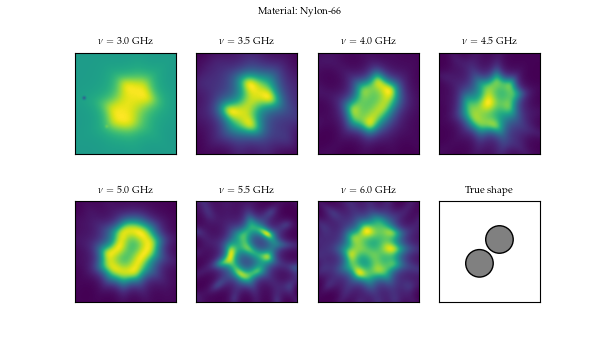 Material: Nylon-66
ν = 3.0 GHz
ν = 3.5 GHz
ν = 4.0 GHz
ν = 4.5 GHz
ν = 5.0 GHz
ν = 5.5 GHz
ν = 6.0 GHz
True shape